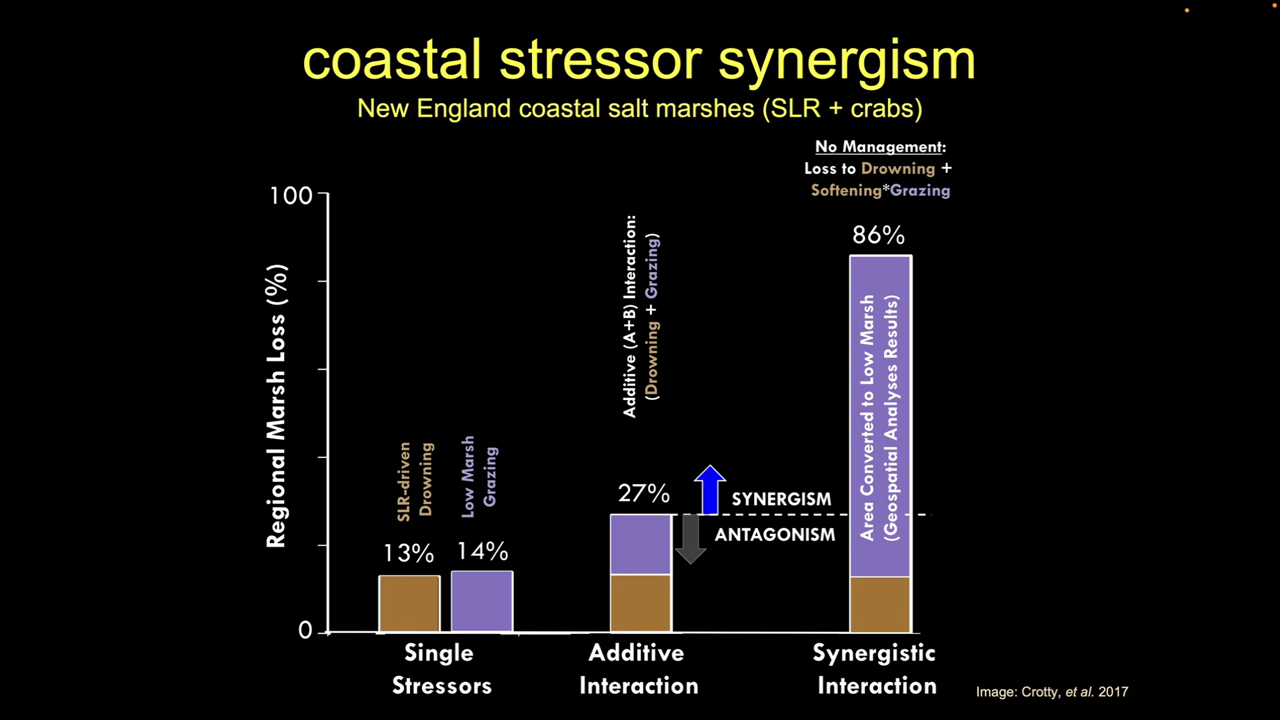 coastal stressor synergism
New England coastal salt marshes (SLR + crabs)
No Management:
Loss to Drowning +
Softening*Grazing
100
86%
Regional Marsh Loss (%)
Additive (A+B) Interaction:
(Drowning + Grazing)
Area Converted to Low Marsh
(Geospatial Analyses Results)
SLR-driven
Drowning
Low Marsh
Grazing
27%
SYNERGISM
ANTAGONISM
13%
14%
0
Single
Stressors
Additive
Interaction
Synergistic
Interaction
Image: Crotty, et al. 2017